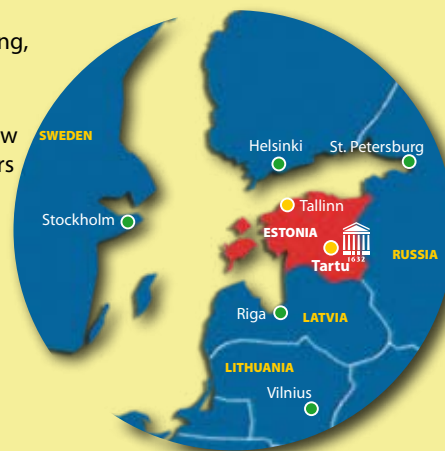 ng,
w
rs
SWEDEN
Helsinki
St. Petersburg
Stockholm
Tallinn
ESTONIA
1632
Tartu
RUSSIA
Riga
LATVIA
LITHUANIA
Vilnius